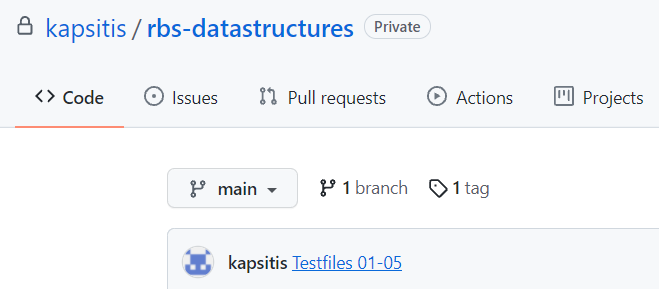 kapsitis / rbs-datastructures Private
Code Issues Pull requests Actions Projects
main 1 branch 1 tag
kapsitis Testfiles 01-05